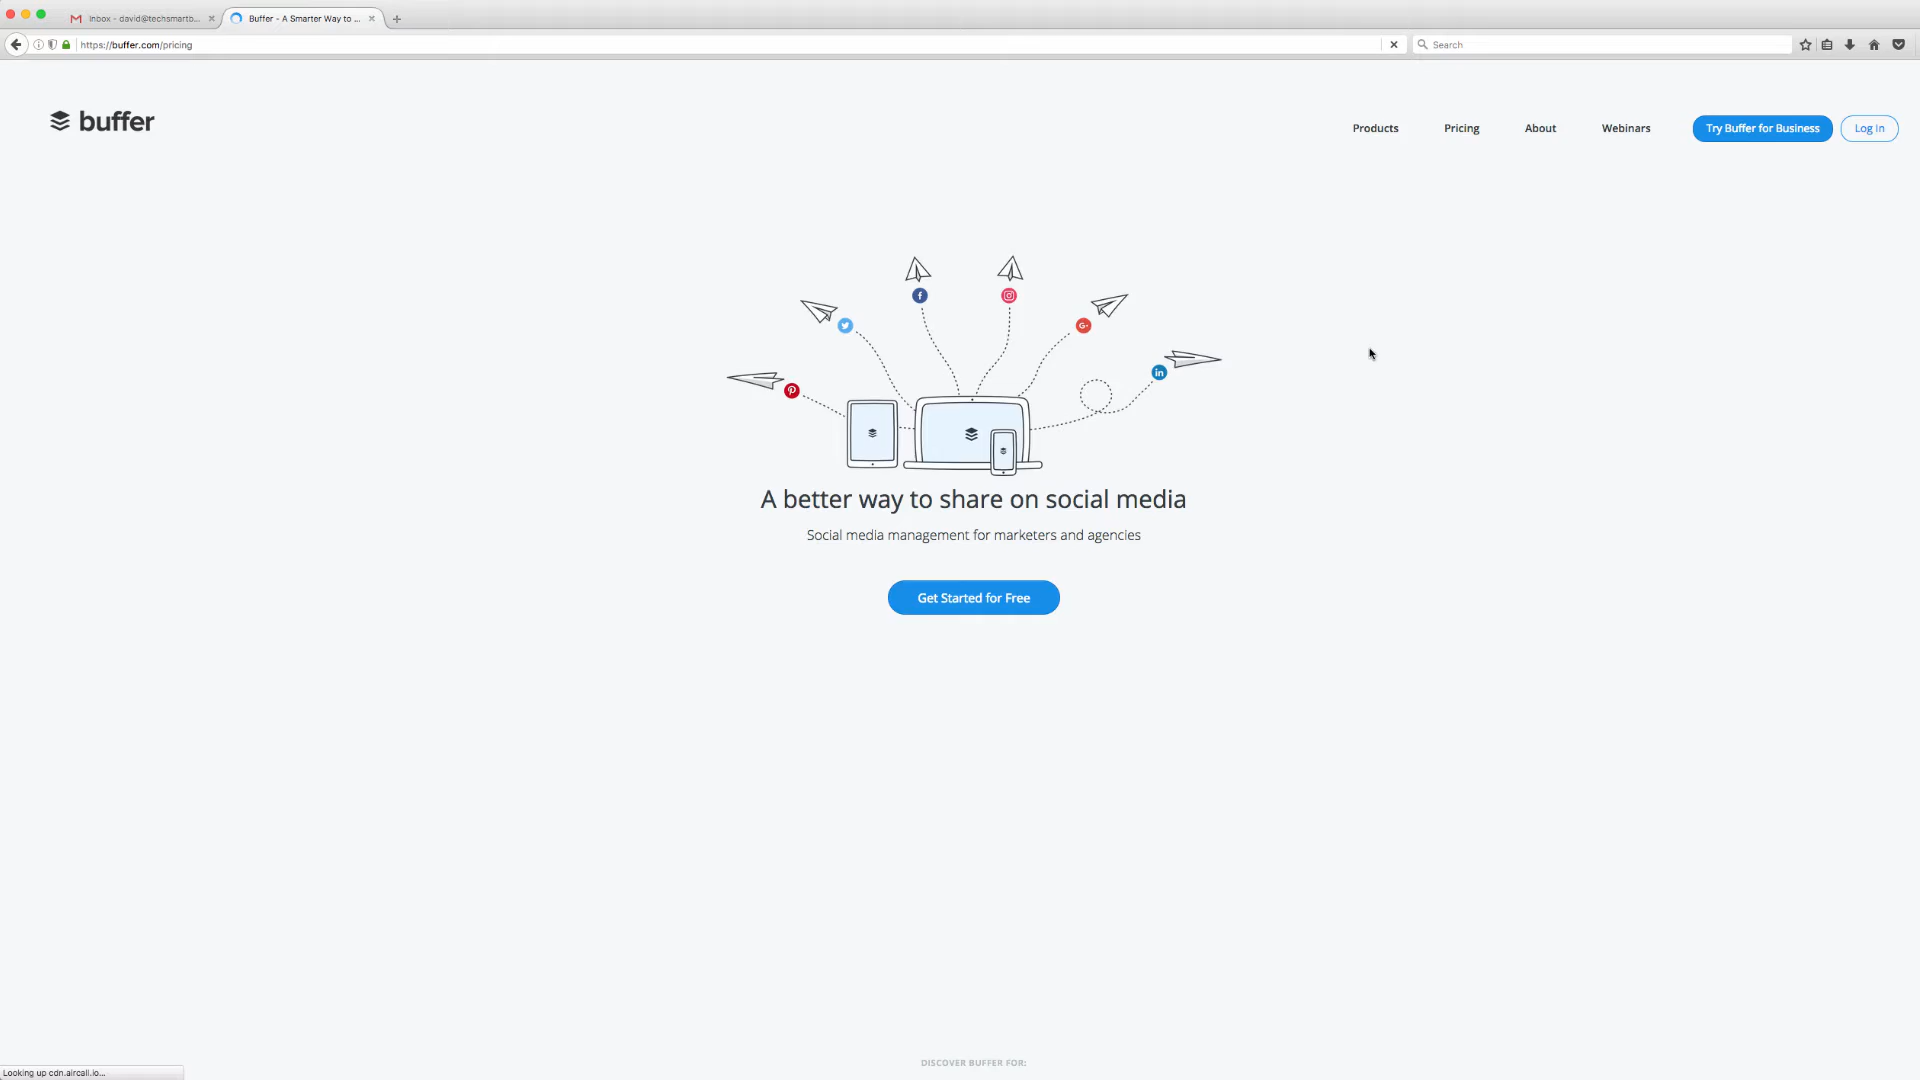 Inbox - david@techsmartb...
Buffer - A Smarter Way to ...
https://buffer.com/pricing
Search
buffer
Products
Pricing
About
Webinars
Try Buffer for Business
Log In
A better way to share on social media
Social media management for marketers and agencies
Get Started for Free
DISCOVER BUFFER FOR:
Looking up cdn.aircall.io...